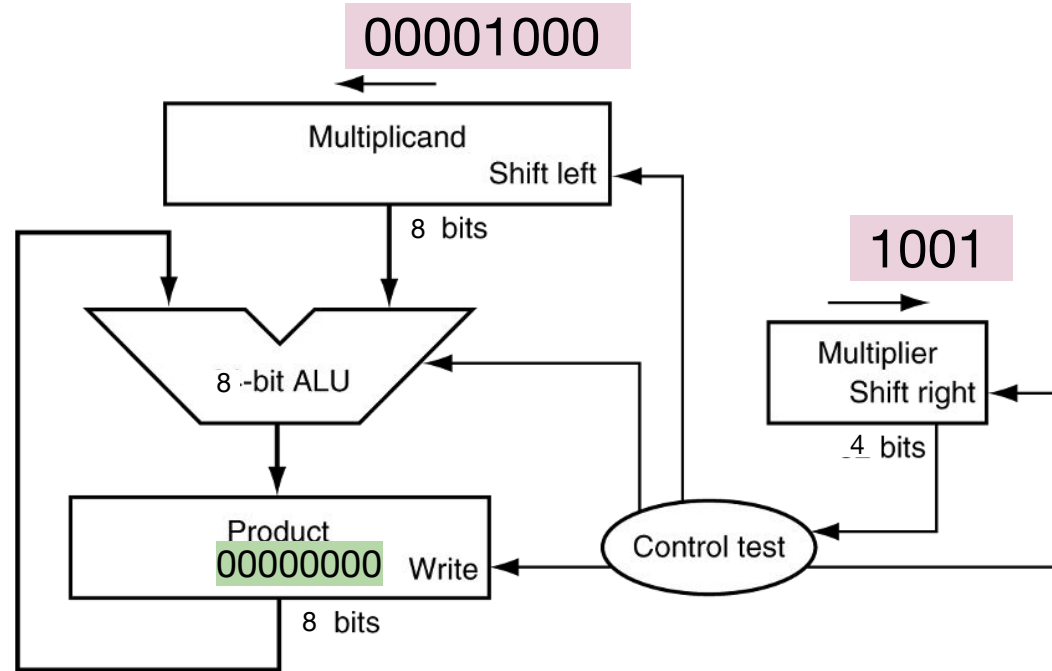 00001000
Multiplicand
Shift left
8 bits
1001
Multiplier
Shift right
4 bits
8 -bit ALU
Product
00000000
Write
Control test
8 bits